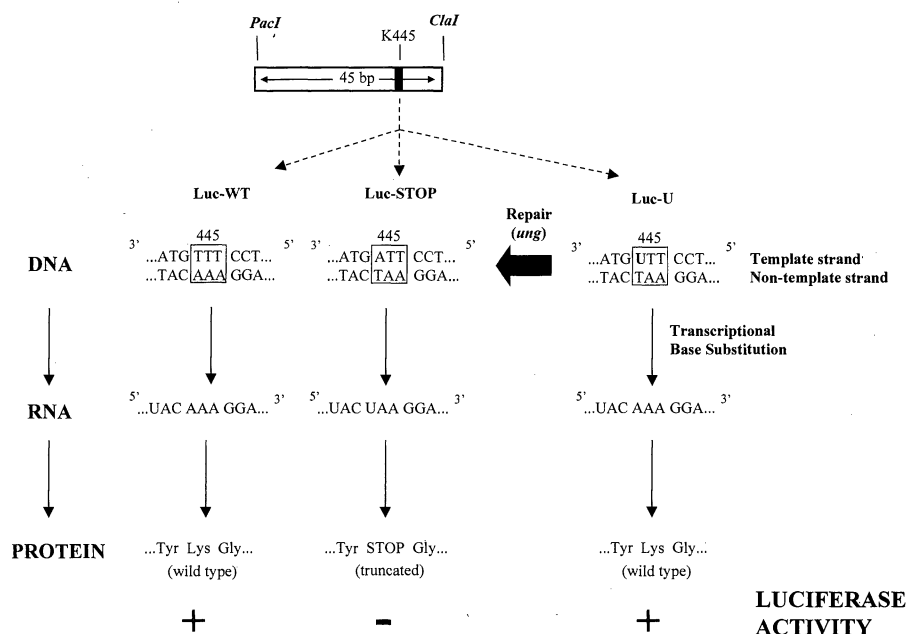 PacI ClaI
K445
45 bp
Luc-WT Luc-STOP Luc-U
Repair
(ung)
445 445 445
3’ 5’ 3’ 5’ 3’ 5’
DNA ...ATG TTT CCT... ...ATG ATT CCT... ...ATG UTT CCT... Template strand
...TAC AAA GGA... ...TAC TAA GGA... ...TAC TAA GGA... Non-template strand
Transcriptional
Base Substitution
5’ 3’ 5’ 3’ 5’ 3’
RNA ...UAC AAA GGA... ...UAC UAA GGA... ...UAC AAA GGA...
PROTEIN ...Tyr Lys Gly... ...Tyr STOP Gly... ...Tyr Lys Gly...
(wild type) (truncated) (wild type)
+ - + LUCIFERASE
ACTIVITY